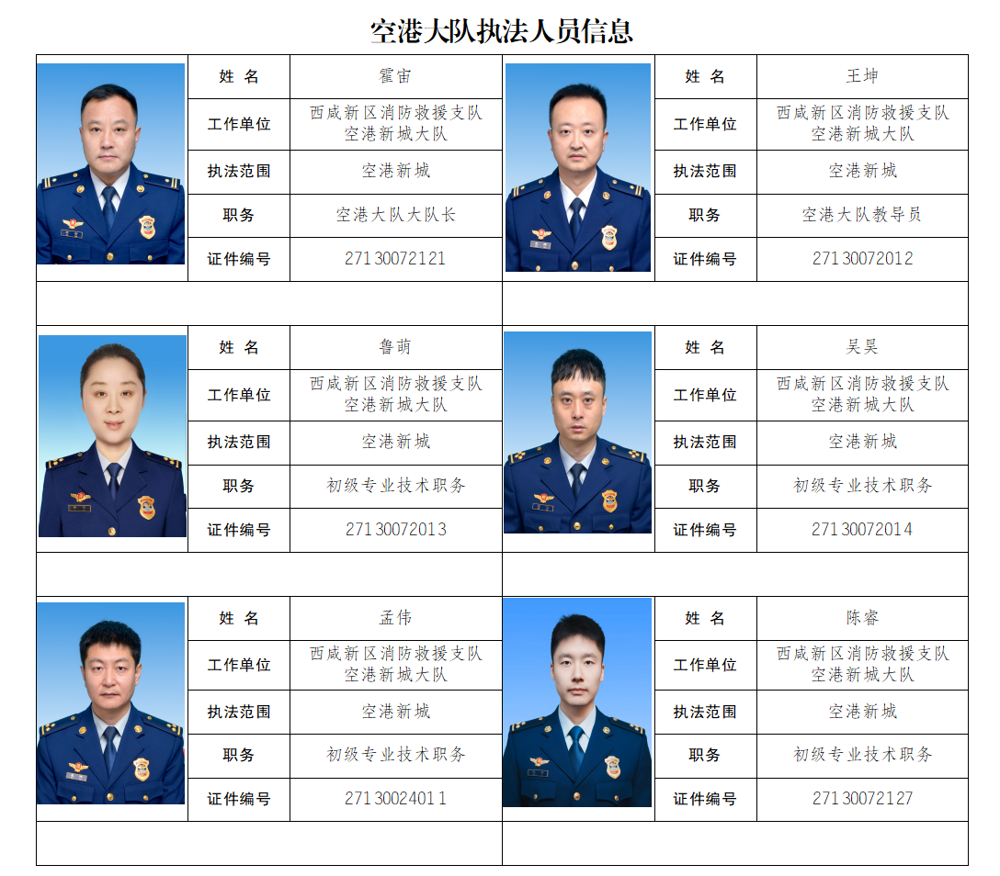 空港大队执法人员信息
姓 名 霍宙 姓 名 王坤
工作单位 西咸新区消防救援支队 空港新城大队 工作单位 西咸新区消防救援支队 空港新城大队
执法范围 空港新城 执法范围 空港新城
职务 空港大队大队长 职务 空港大队教导员
证件编号 27130072121 证件编号 27130072012
姓 名 鲁萌 姓 名 吴昊
工作单位 西咸新区消防救援支队 空港新城大队 工作单位 西咸新区消防救援支队 空港新城大队
执法范围 空港新城 执法范围 空港新城
职务 初级专业技术职务 职务 初级专业技术职务
证件编号 27130072013 证件编号 27130072014
姓 名 孟伟 姓 名 陈睿
工作单位 西咸新区消防救援支队 空港新城大队 工作单位 西咸新区消防救援支队 空港新城大队
执法范围 空港新城 执法范围 空港新城
职务 初级专业技术职务 职务 初级专业技术职务
证件编号 27130024011 证件编号 27130072127